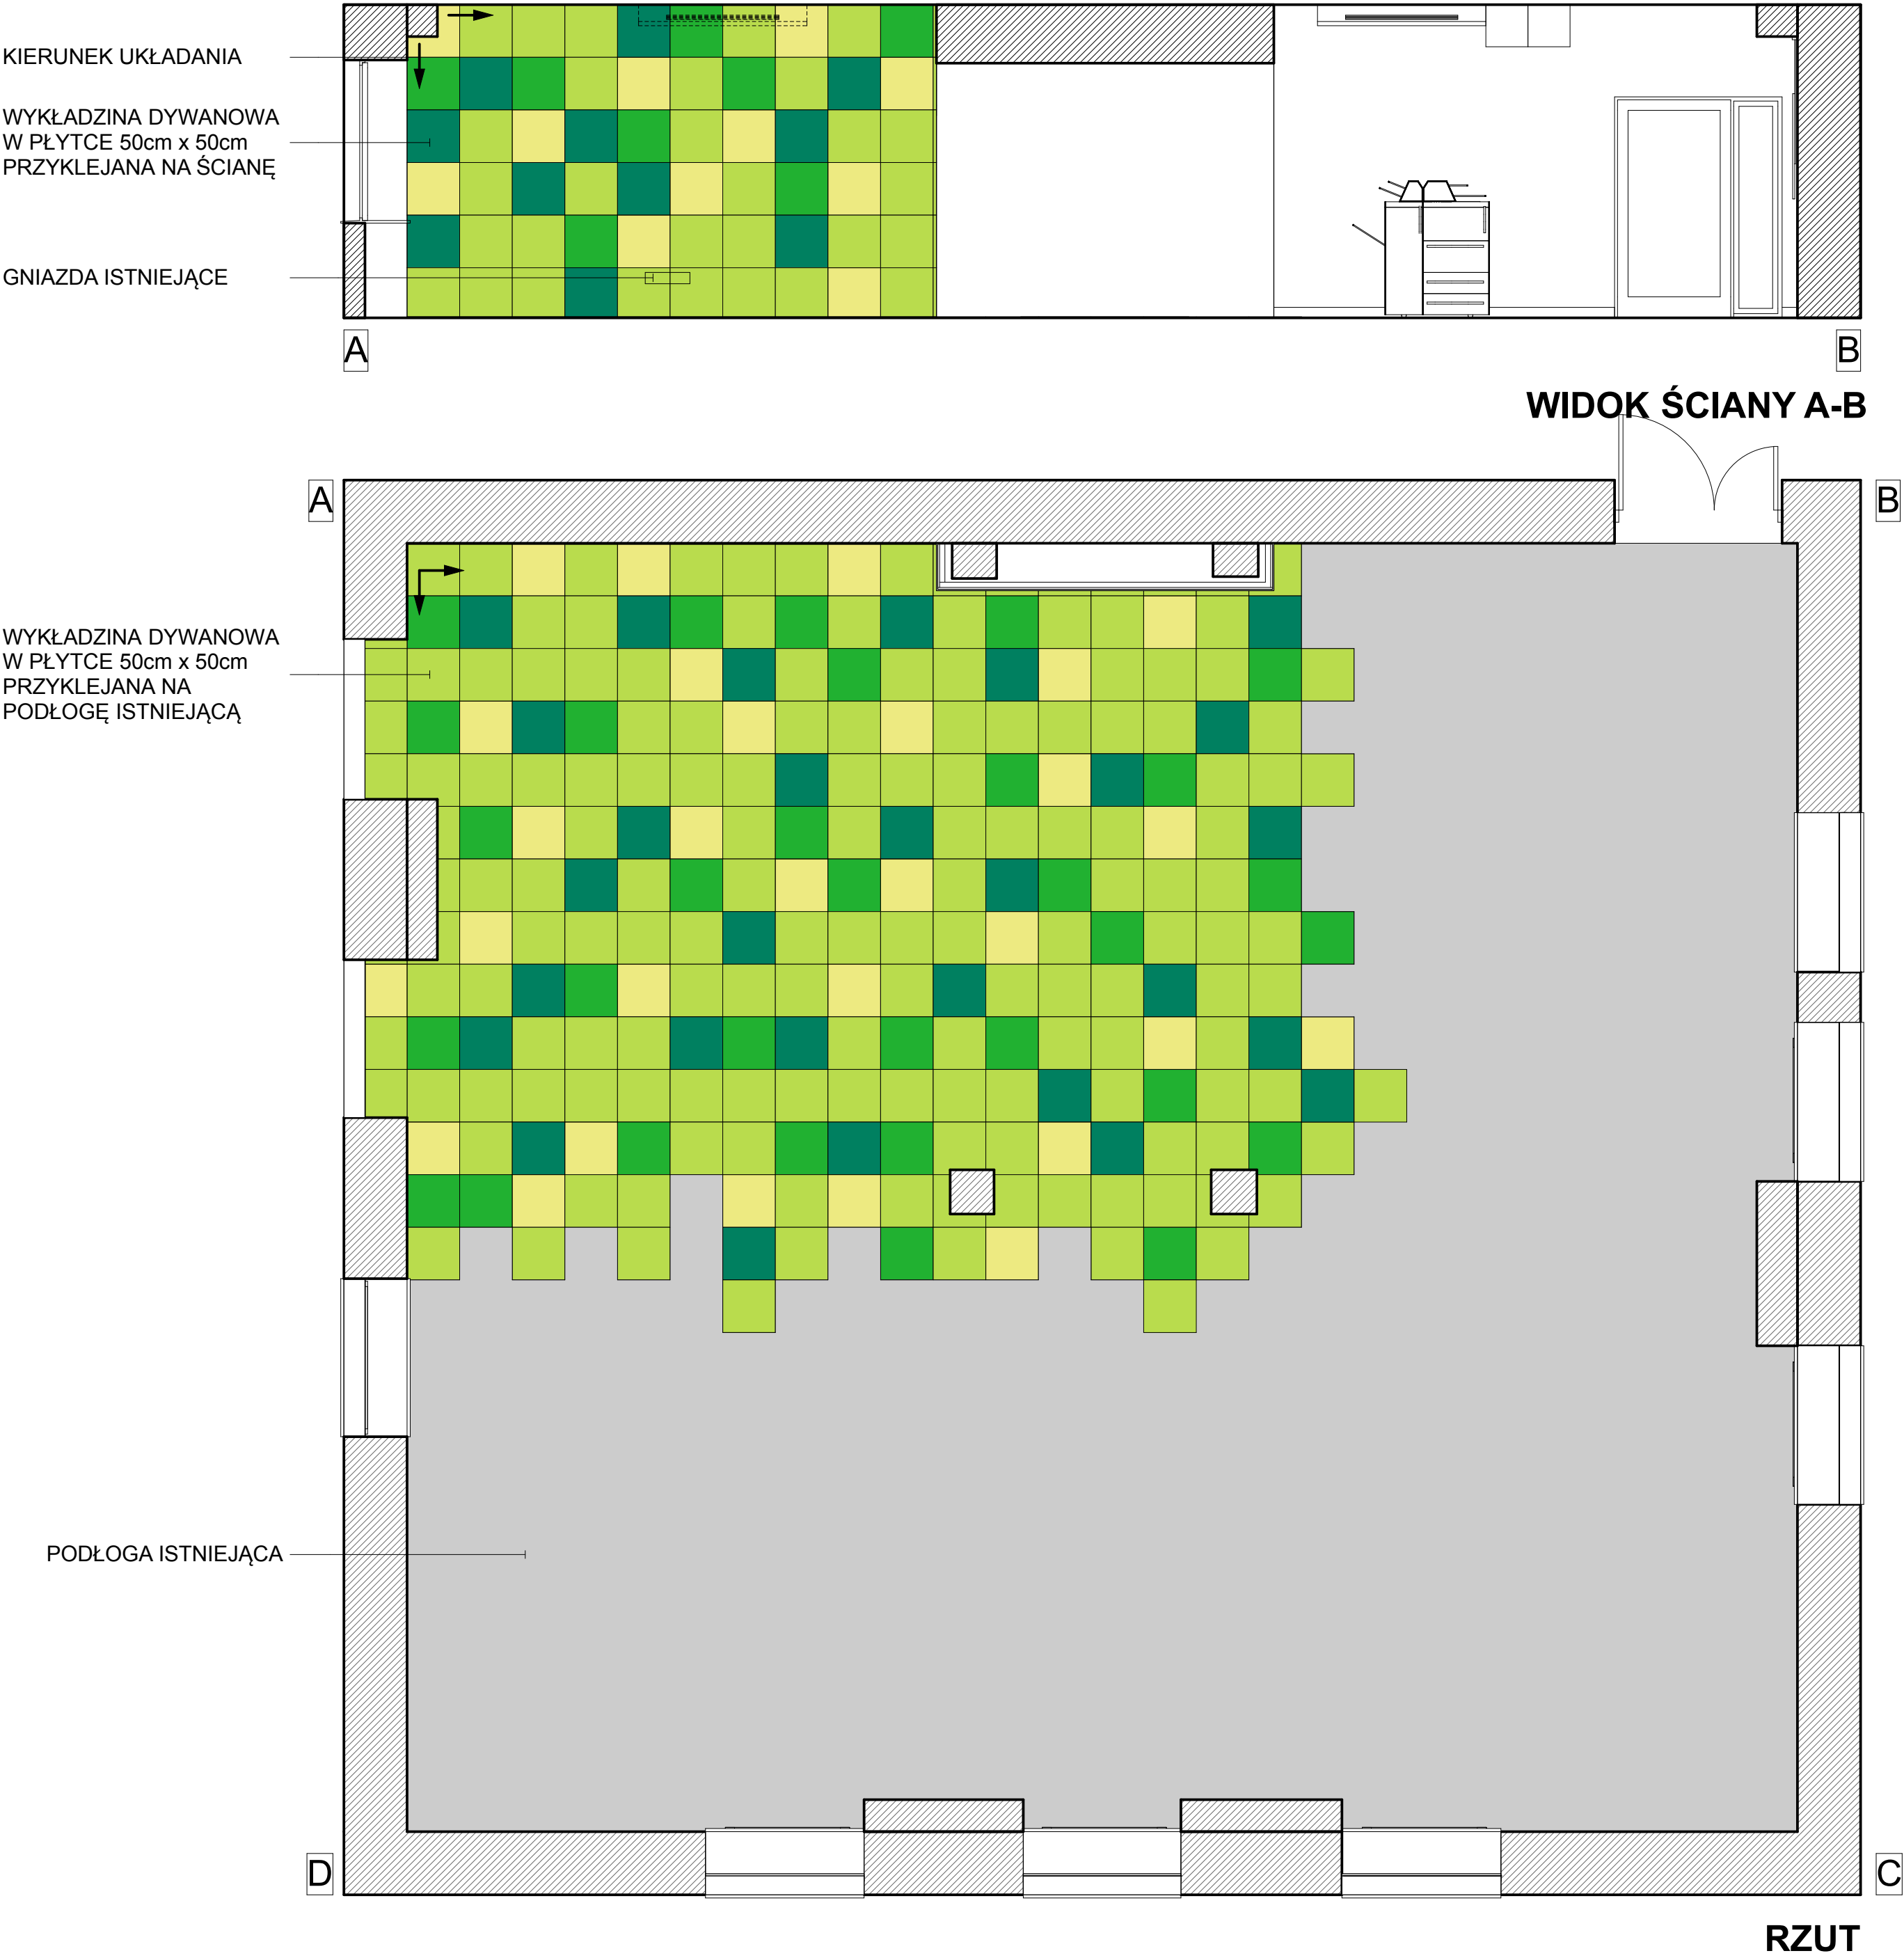 KIERUNEK UKŁADANIA
WYKŁADZINA DYWANOWA
W PŁYTCE 50cm x 50cm
PRZYKLEJANA NA ŚCIANĘ
GNIAZDA ISTNIEJĄCE
A
B
WIDOK ŚCIANY A-B
A
B
WYKŁADZINA DYWANOWA
W PŁYTCE 50cm x 50cm
PRZYKLEJANA NA
PODŁOGĘ ISTNIEJĄCĄ
PODŁOGA ISTNIEJĄCA
D
C
RZUT